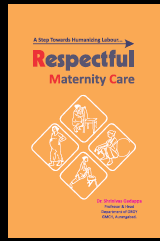 A Step Towards Humanizing Labour...
Respectful
Maternity Care
Dr. Shrinivas Gadappa
Professor & Head
Department of OBGY
GMCH, Aurangabad